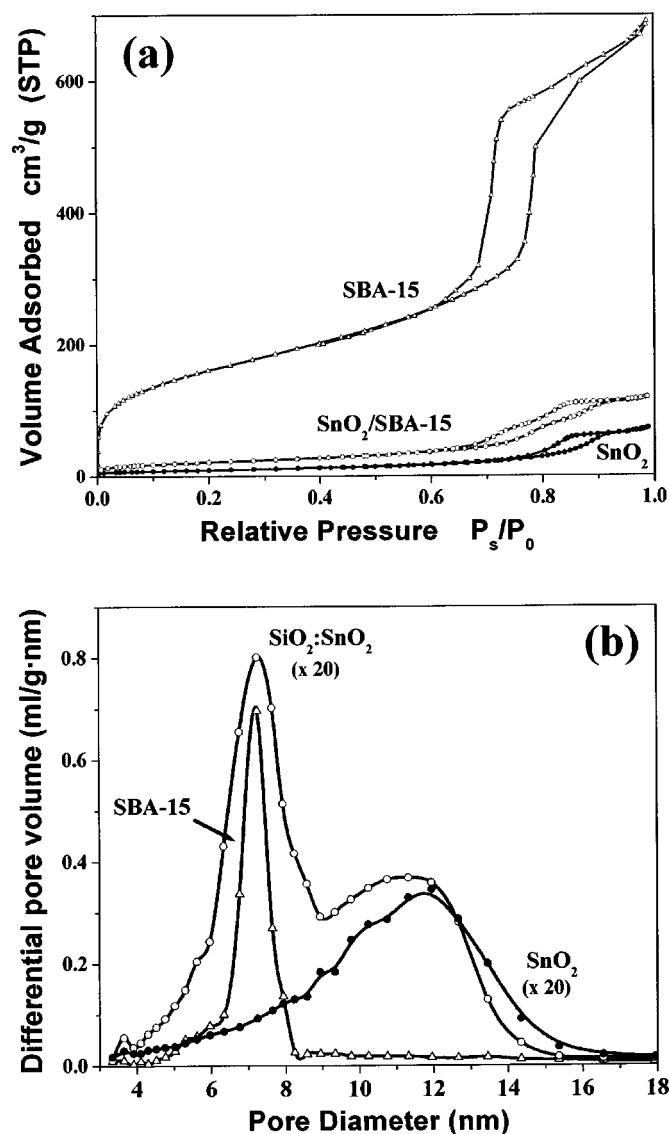 (a)
600
400
200
0
Volume Adsorbed cm³/g (STP)
SBA-15
SnO₂/SBA-15
SnO₂
0.0 0.2 0.4 0.6 0.8 1.0
Relative Pressure Pₛ/P₀
(b)
SiO₂:SnO₂
(x 20)
0.8
0.6
0.4
0.2
0.0
Differential pore volume (ml/g·nm)
SBA-15
SnO₂
(x 20)
4 6 8 10 12 14 16 18
Pore Diameter (nm)